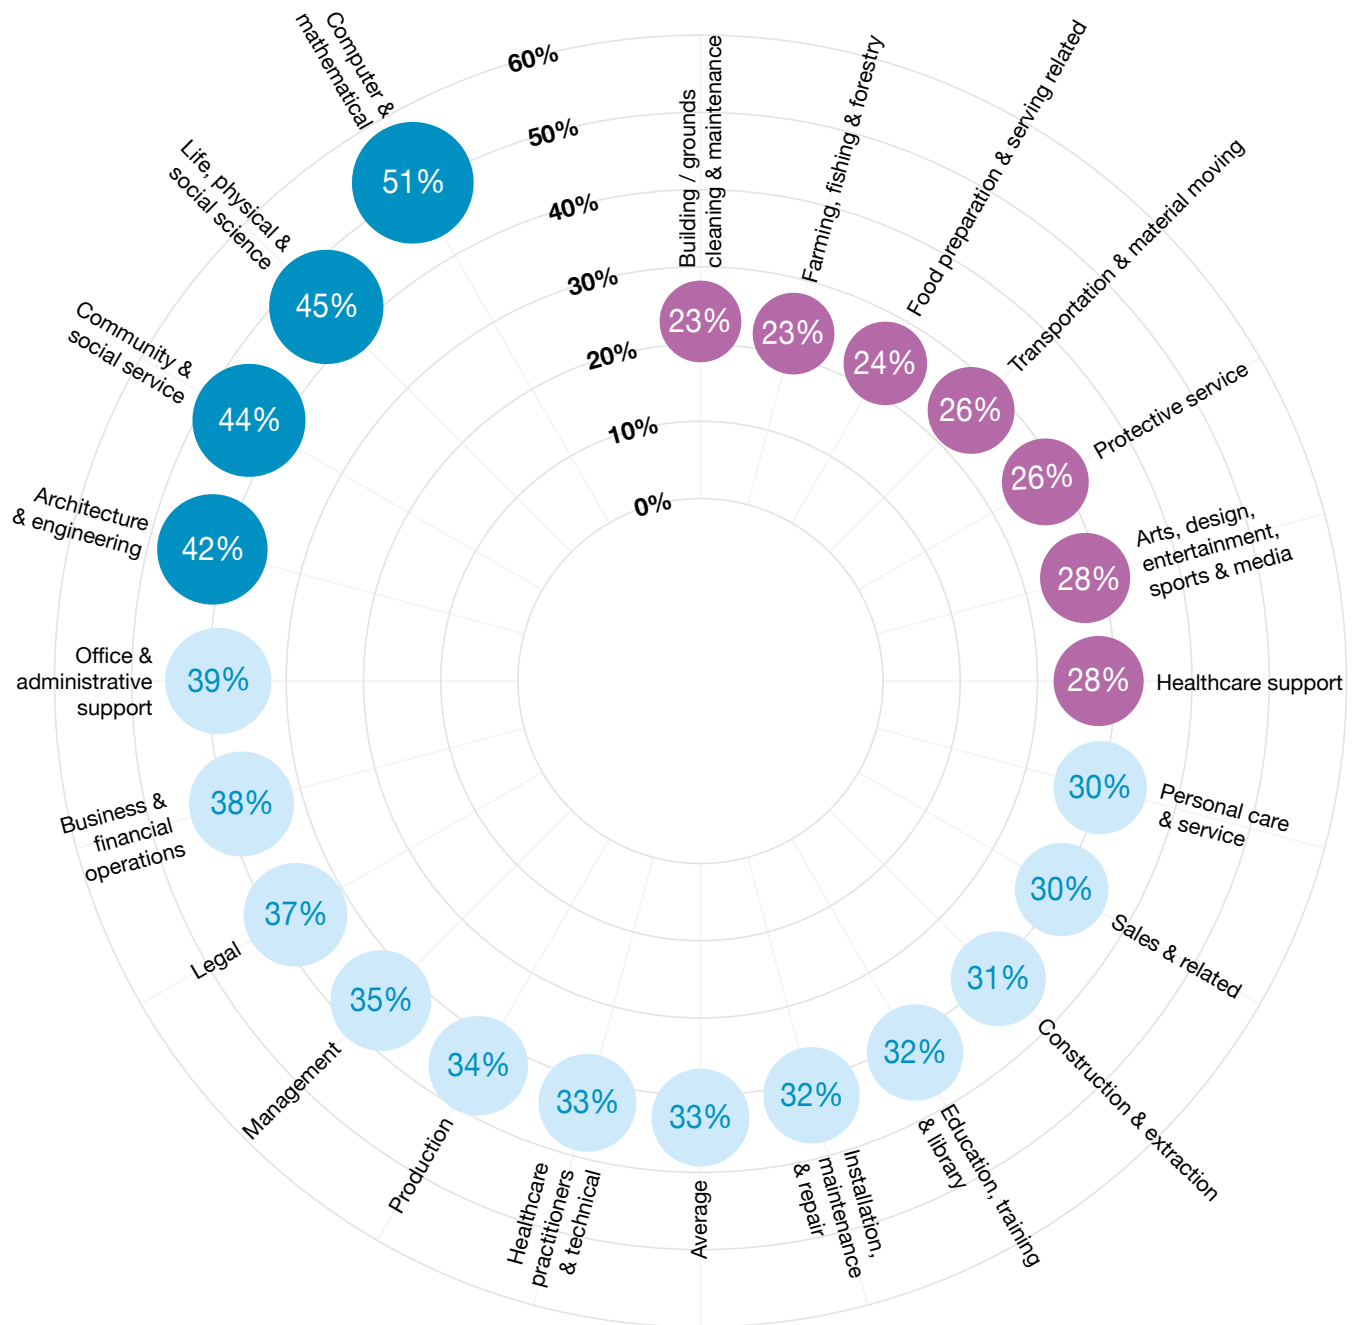 60%
50%
40%
30%
20%
10%
0%
Building / grounds
cleaning & maintenance
23%
Farming, fishing & forestry
23%
Food preparation & serving related
24%
Transportation & material moving
26%
Protective service
26%
Arts, design,
entertainment,
sports & media
28%
Healthcare support
28%
Personal care
& service
30%
Sales & related
30%
Construction & extraction
31%
Education, training
& library
32%
Installation,
maintenance
& repair
32%
Average
33%
Healthcare
practitioners
& technical
33%
Production
34%
Management
35%
Legal
37%
Business &
financial
operations
38%
Office &
administrative
support
39%
Architecture
& engineering
42%
Community &
social service
44%
Life, physical &
social science
45%
Computer &
mathematical
51%